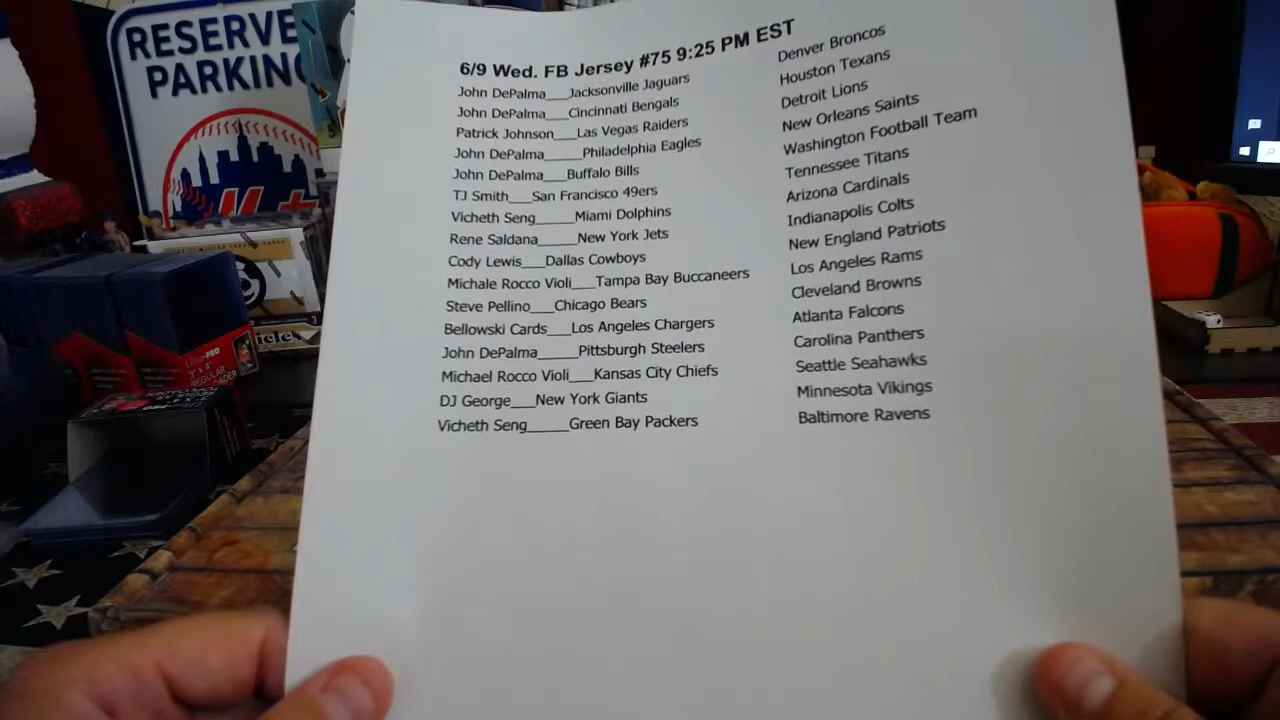 RESERVE
PARKING
6/9 Wed. FB Jersey #75 9:25 PM EST
John DePalma___Jacksonville Jaguars
John DePalma___Cincinnati Bengals
Patrick Johnson___Las Vegas Raiders
John DePalma_____Philadelphia Eagles
John DePalma___Buffalo Bills
TJ Smith___San Francisco 49ers
Vicheth Seng_____Miami Dolphins
Rene Saldana_____New York Jets
Cody Lewis___Dallas Cowboys
Michale Rocco Violi___Tampa Bay Buccaneers
Steve Pellino___Chicago Bears
Bellowski Cards___Los Angeles Chargers
John DePalma_____Pittsburgh Steelers
Michael Rocco Violi___Kansas City Chiefs
DJ George___New York Giants
Vicheth Seng_____Green Bay Packers
Denver Broncos
Houston Texans
Detroit Lions
New Orleans Saints
Washington Football Team
Tennessee Titans
Arizona Cardinals
Indianapolis Colts
New England Patriots
Los Angeles Rams
Cleveland Browns
Atlanta Falcons
Carolina Panthers
Seattle Seahawks
Minnesota Vikings
Baltimore Ravens
3" X 4"
REGULAR